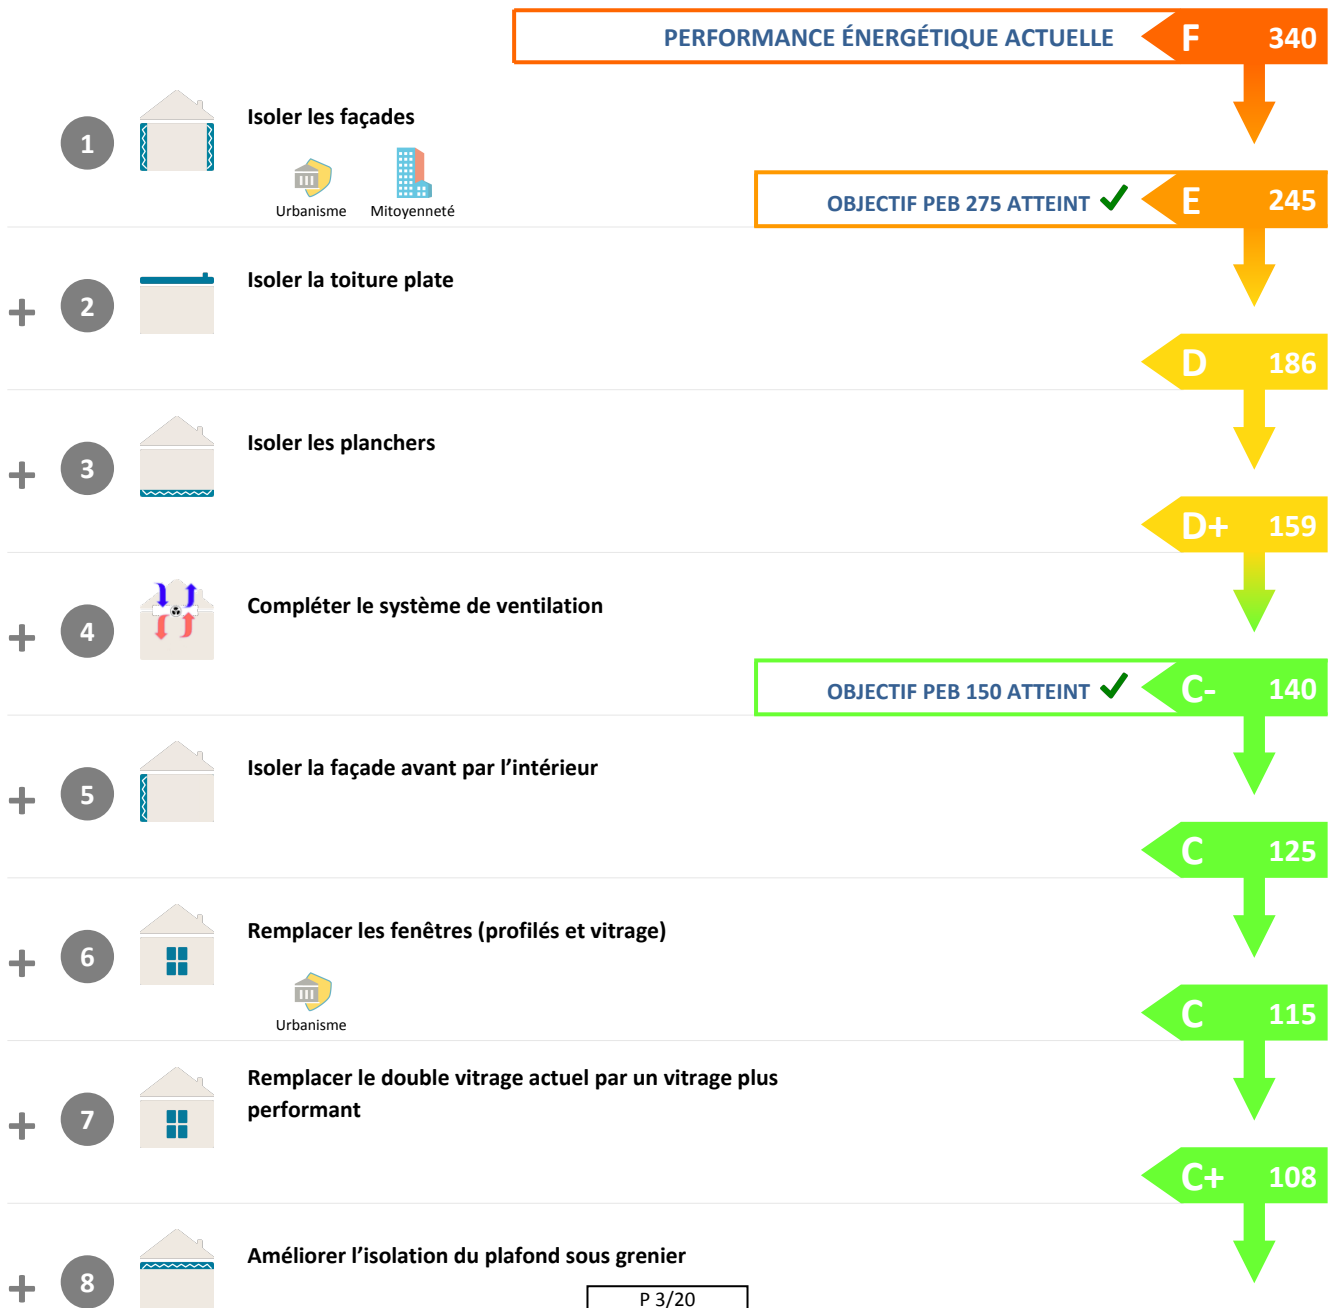 PERFORMANCE ÉNERGÉTIQUE ACTUELLE F 340
1 Isoler les façades
Urbanisme Mitoyenneté
OBJECTIF PEB 275 ATTEINT E 245
+ 2 Isoler la toiture plate
D 186
+ 3 Isoler les planchers
D+ 159
+ 4 Compléter le système de ventilation
OBJECTIF PEB 150 ATTEINT C- 140
+ 5 Isoler la façade avant par l’intérieur
C 125
+ 6 Remplacer les fenêtres (profilés et vitrage)
Urbanisme
C 115
+ 7 Remplacer le double vitrage actuel par un vitrage plus
performant
C+ 108
+ 8 Améliorer l’isolation du plafond sous grenier
P 3/20